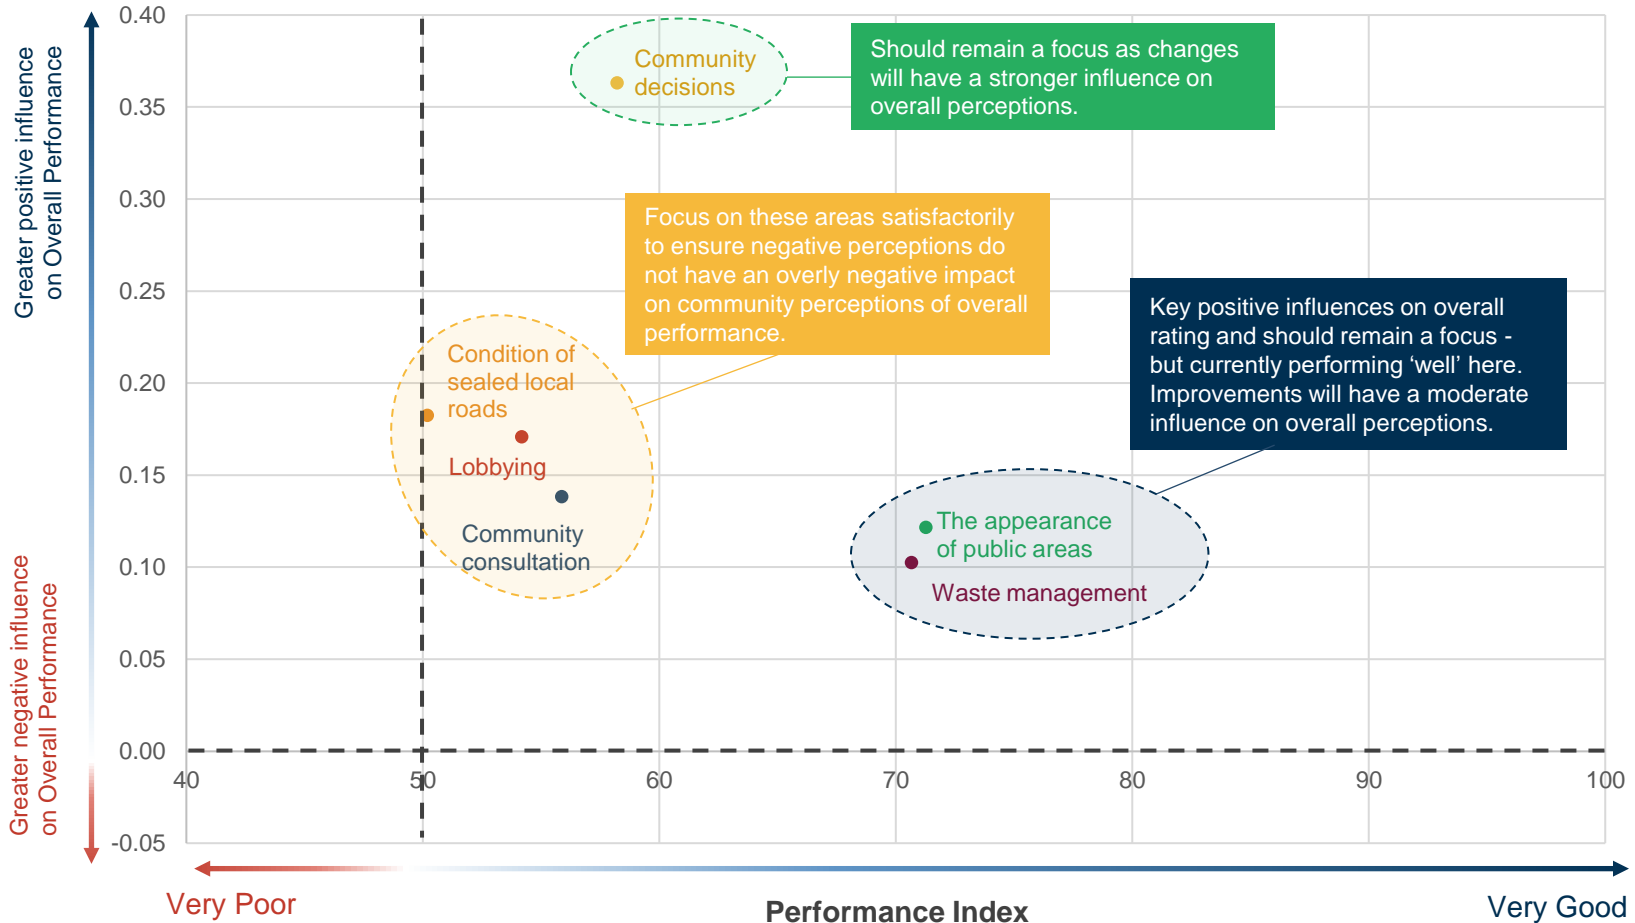 Greater positive influence
on Overall Performance
Greater negative influence
on Overall Performance
0.40
0.35
0.30
0.25
0.20
0.15
0.10
0.05
0.00
-0.05
40
50
60
70
80
90
100
Community
decisions
Should remain a focus as changes
will have a stronger influence on
overall perceptions.
Focus on these areas satisfactorily
to ensure negative perceptions do
not have an overly negative impact
on community perceptions of overall
performance.
Key positive influences on overall
rating and should remain a focus -
but currently performing ‘well’ here.
Improvements will have a moderate
influence on overall perceptions.
Condition of
sealed local
roads
Lobbying
Community
consultation
The appearance
of public areas
Waste management
Very Poor
Performance Index
Very Good